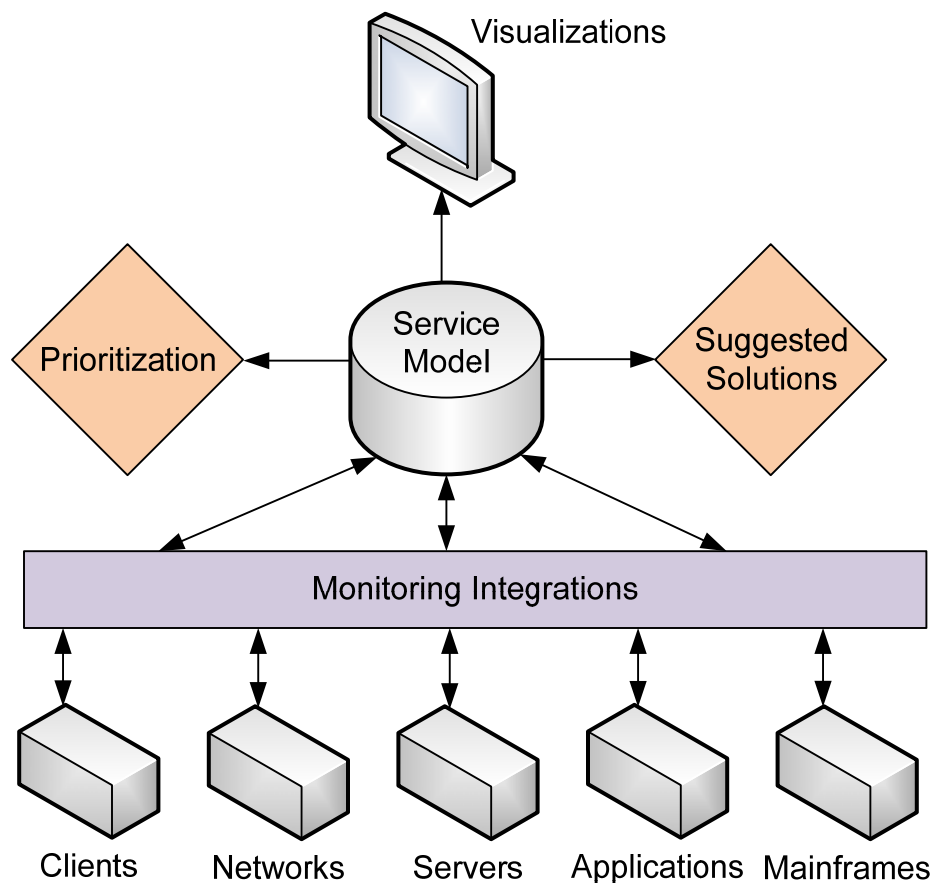 Visualizations
Service
Model
Prioritization
Suggested
Solutions
Monitoring Integrations
Clients
Networks
Servers
Applications
Mainframes